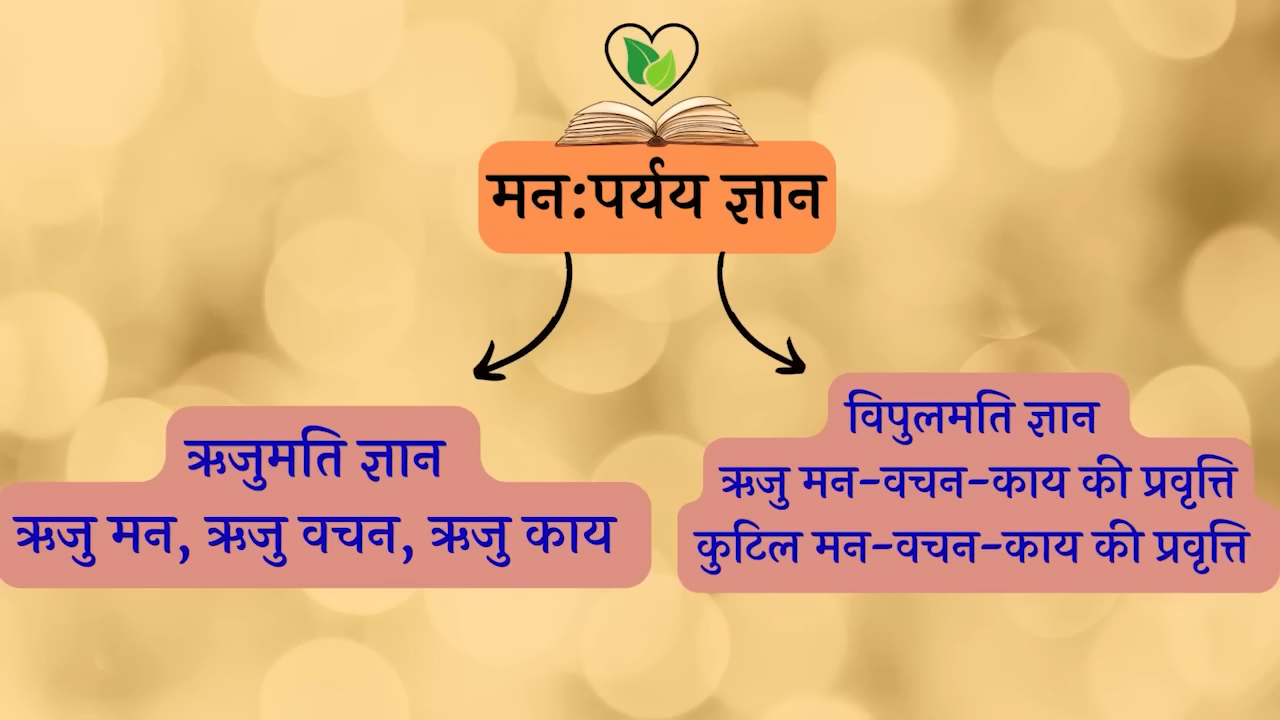 मन:पर्यय ज्ञान
ऋजुमति ज्ञान
ऋजु मन, ऋजु वचन, ऋजु काय
विपुलमति ज्ञान
ऋजु मन-वचन-काय की प्रवृत्ति
कुटिल मन-वचन-काय की प्रवृत्ति